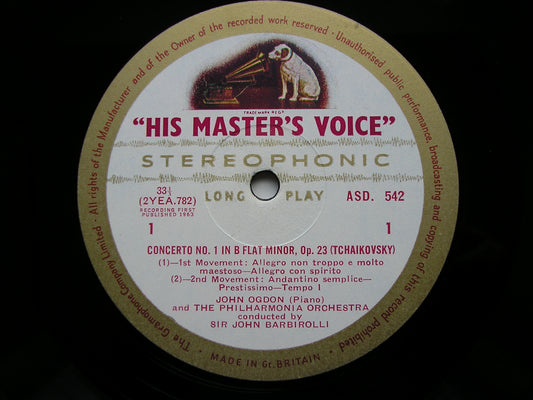 All rights of the Manufacturer and of the Owner of the recorded work reserved · Unauthorised public performance, broadcasting and copying of this record prohibited
TRADE MARK REGD
"HIS MASTER'S VOICE"
STEREOPHONIC
33⅓ LONG PLAY ASD. 542
(2YEA.782)
RECORDING FIRST
PUBLISHED 1963
1 1
CONCERTO NO. 1 IN B FLAT MINOR, Op. 23 (TCHAIKOVSKY)
(1)—1st Movement: Allegro non troppo e molto
maestoso—Allegro con spirito
(2)—2nd Movement: Andantino semplice—
Prestissimo—Tempo I
JOHN OGDON (Piano)
and THE PHILHARMONIA ORCHESTRA
conducted by
SIR JOHN BARBIROLLI
The Gramophone Company Limited ·
· MADE IN Gt. BRITAIN ·